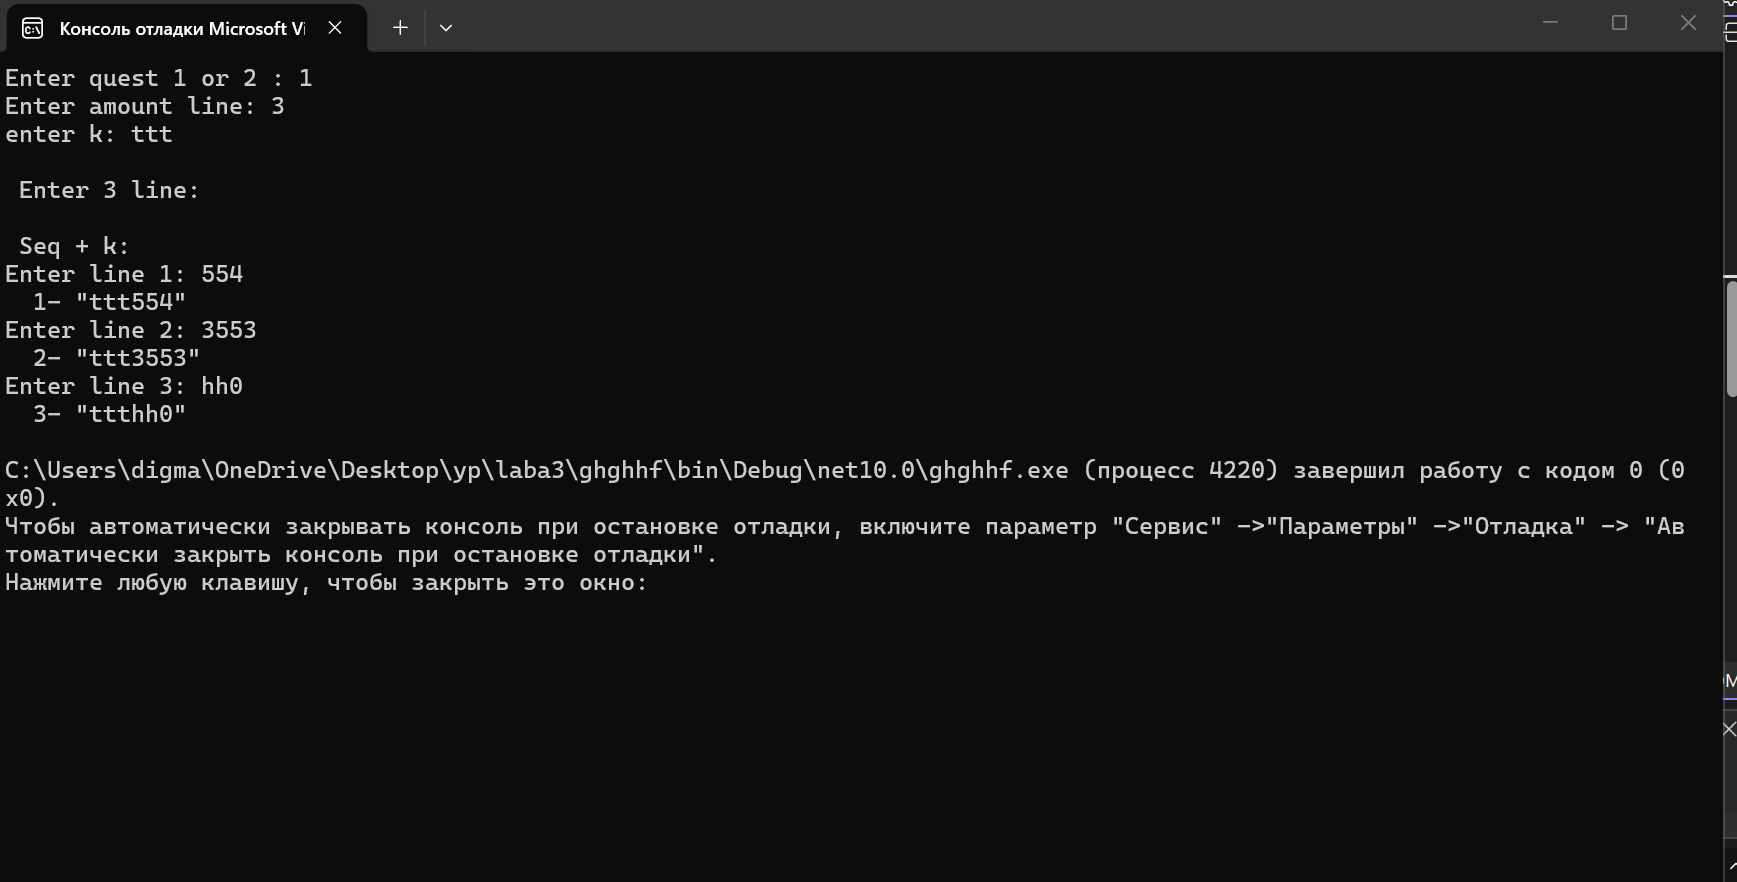 Консоль отладки Microsoft Vi
Enter quest 1 or 2 : 1
Enter amount line: 3
enter k: ttt
Enter 3 line:
Seq + k:
Enter line 1: 554
1- "ttt554"
Enter line 2: 3553
2- "ttt3553"
Enter line 3: hh0
3- "ttthh0"
C:\Users\digma\OneDrive\Desktop\yp\laba3\ghghhf\bin\Debug\net10.0\ghghhf.exe (процесс 4220) завершил работу с кодом 0 (0
x0).
Чтобы автоматически закрывать консоль при остановке отладки, включите параметр "Сервис" ->"Параметры" ->"Отладка" -> "Ав
томатически закрыть консоль при остановке отладки".
Нажмите любую клавишу, чтобы закрыть это окно: